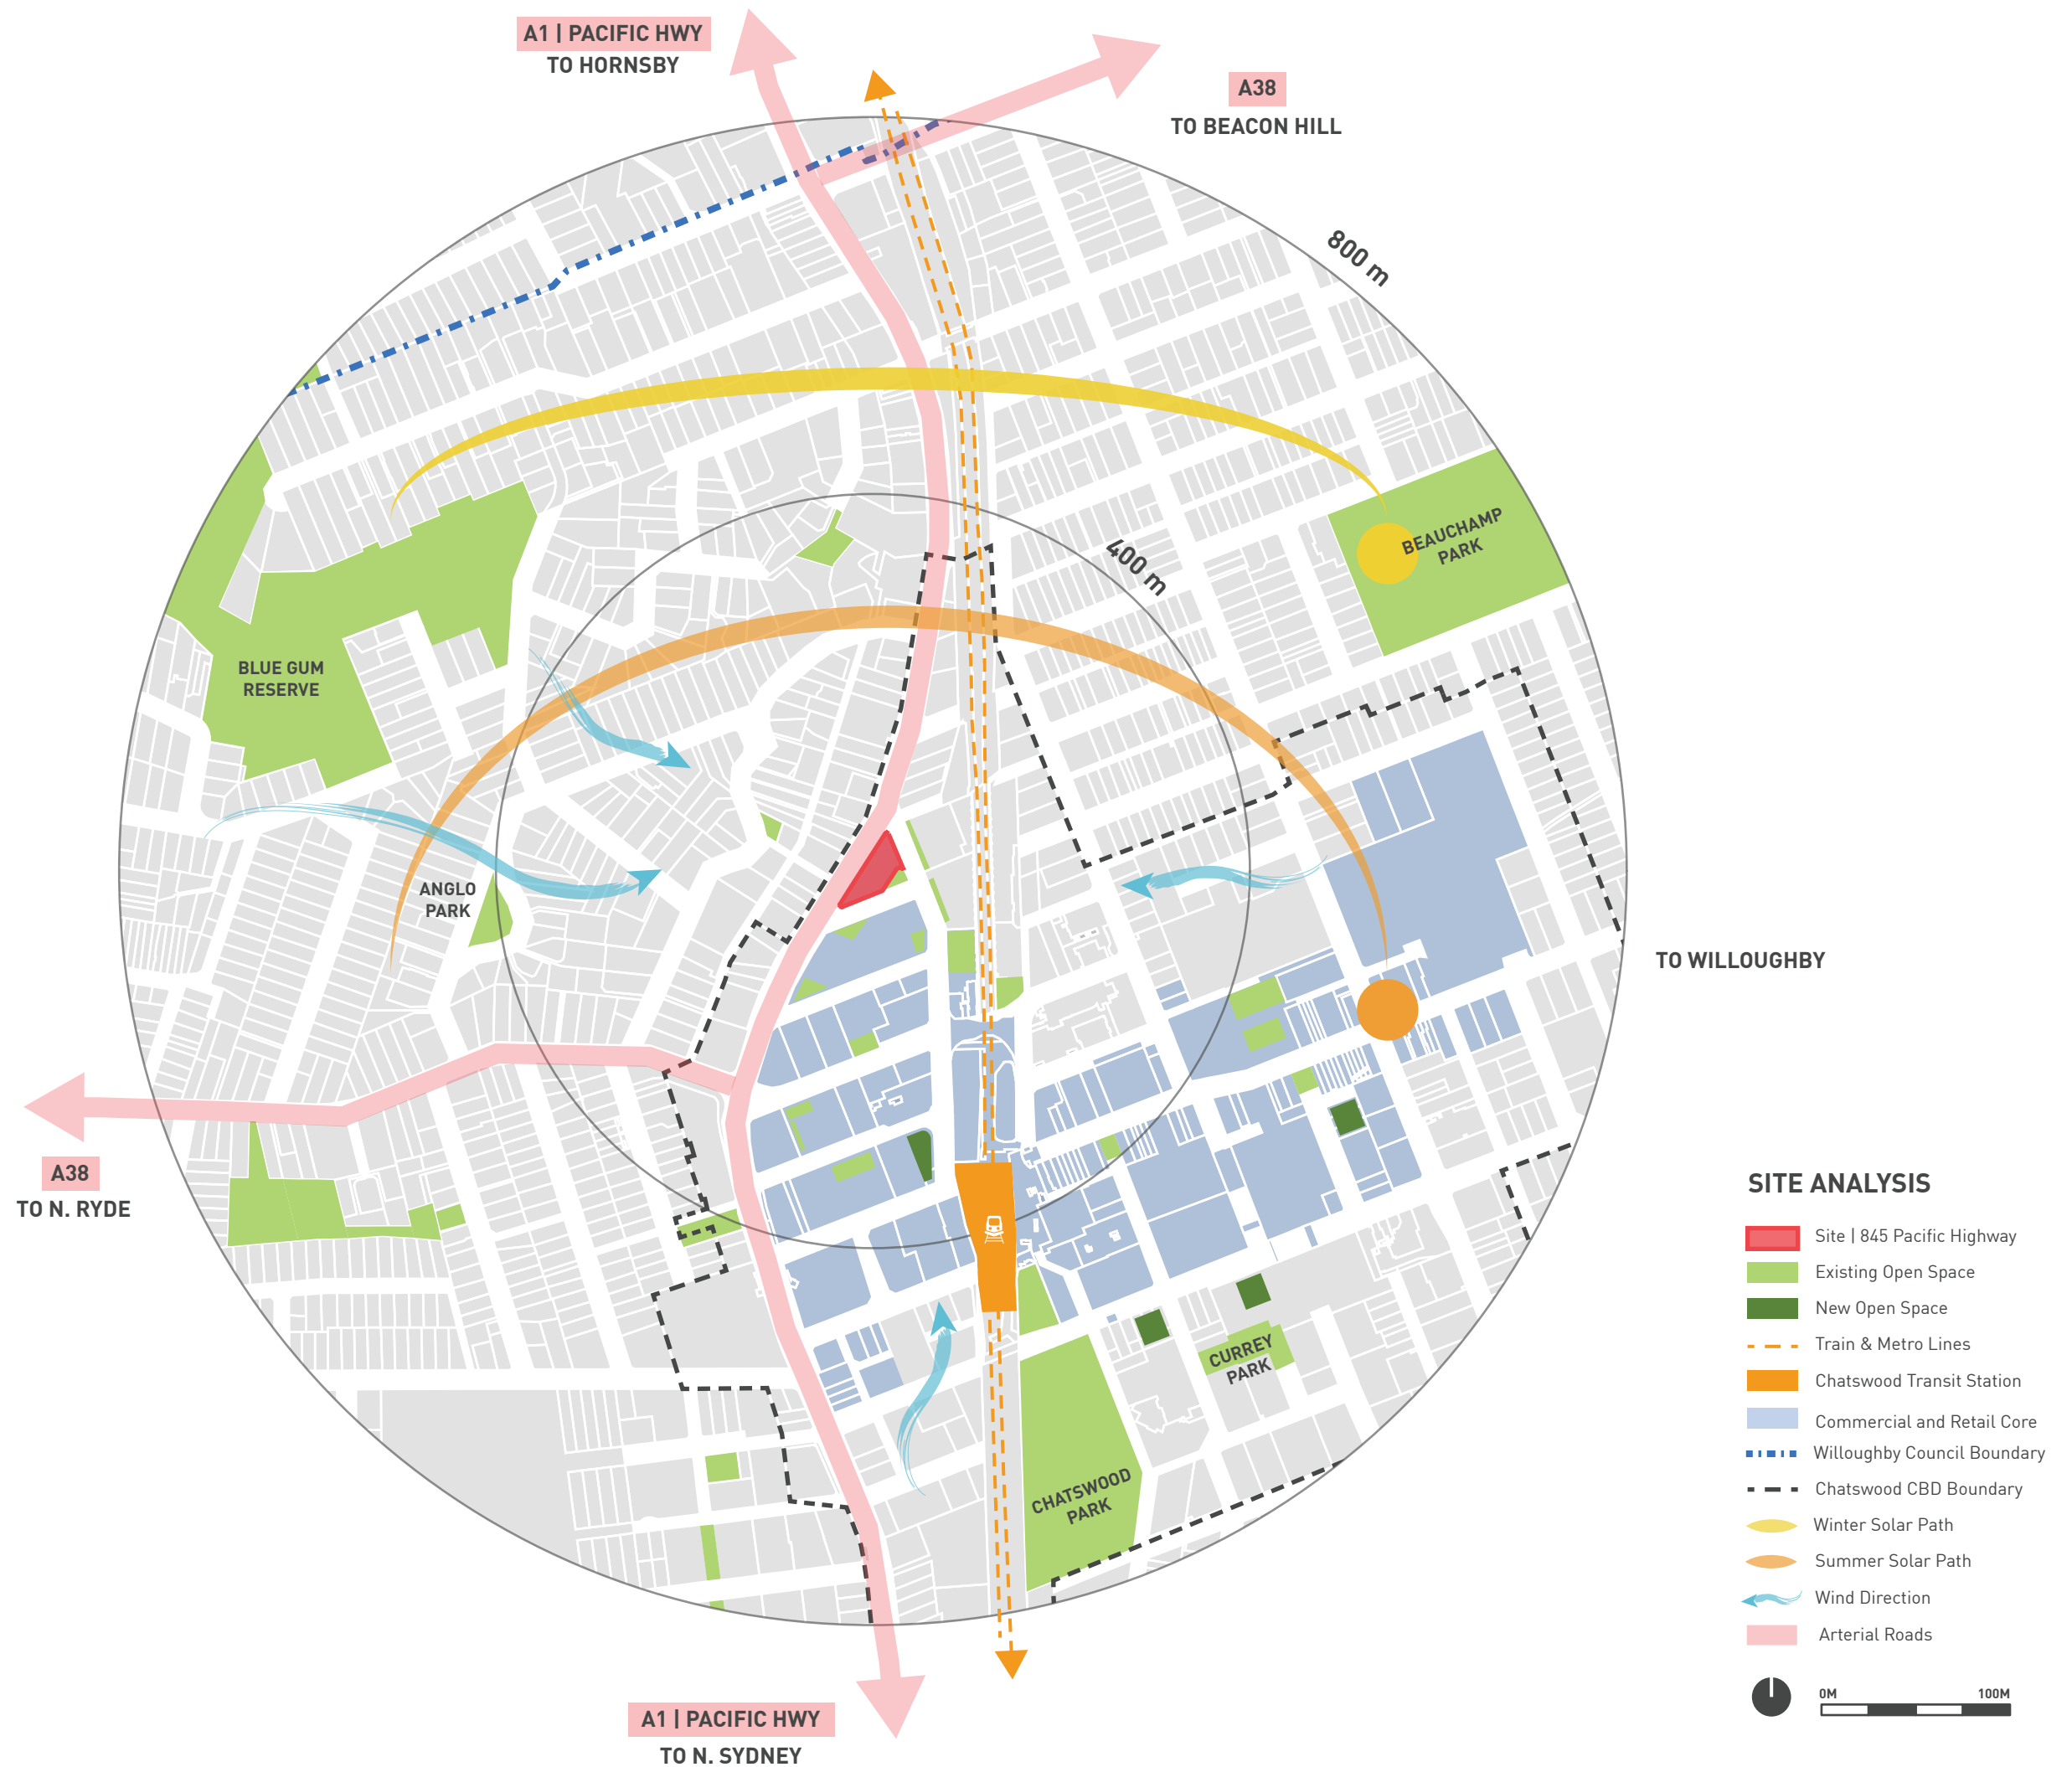 A1 | PACIFIC HWY
TO HORNSBY
A38
TO BEACON HILL
800 m
400 m
BEAUCHAMP
PARK
BLUE GUM
RESERVE
ANGLO
PARK
TO WILLOUGHBY
A38
TO N. RYDE
CURREY
PARK
CHATSWOOD
PARK
A1 | PACIFIC HWY
TO N. SYDNEY
SITE ANALYSIS
Site | 845 Pacific Highway
Existing Open Space
New Open Space
Train & Metro Lines
Chatswood Transit Station
Commercial and Retail Core
Willoughby Council Boundary
Chatswood CBD Boundary
Winter Solar Path
Summer Solar Path
Wind Direction
Arterial Roads
0M 100M